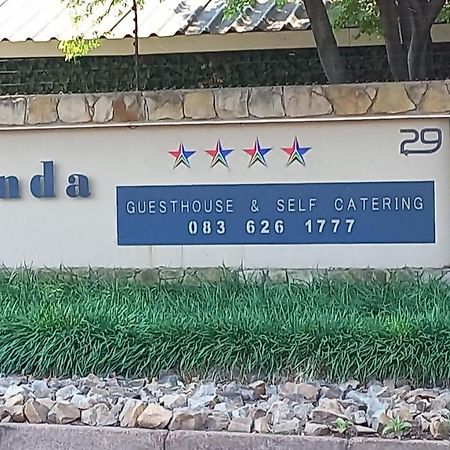 29
nda
GUESTHOUSE & SELF CATERING
083 626 1777